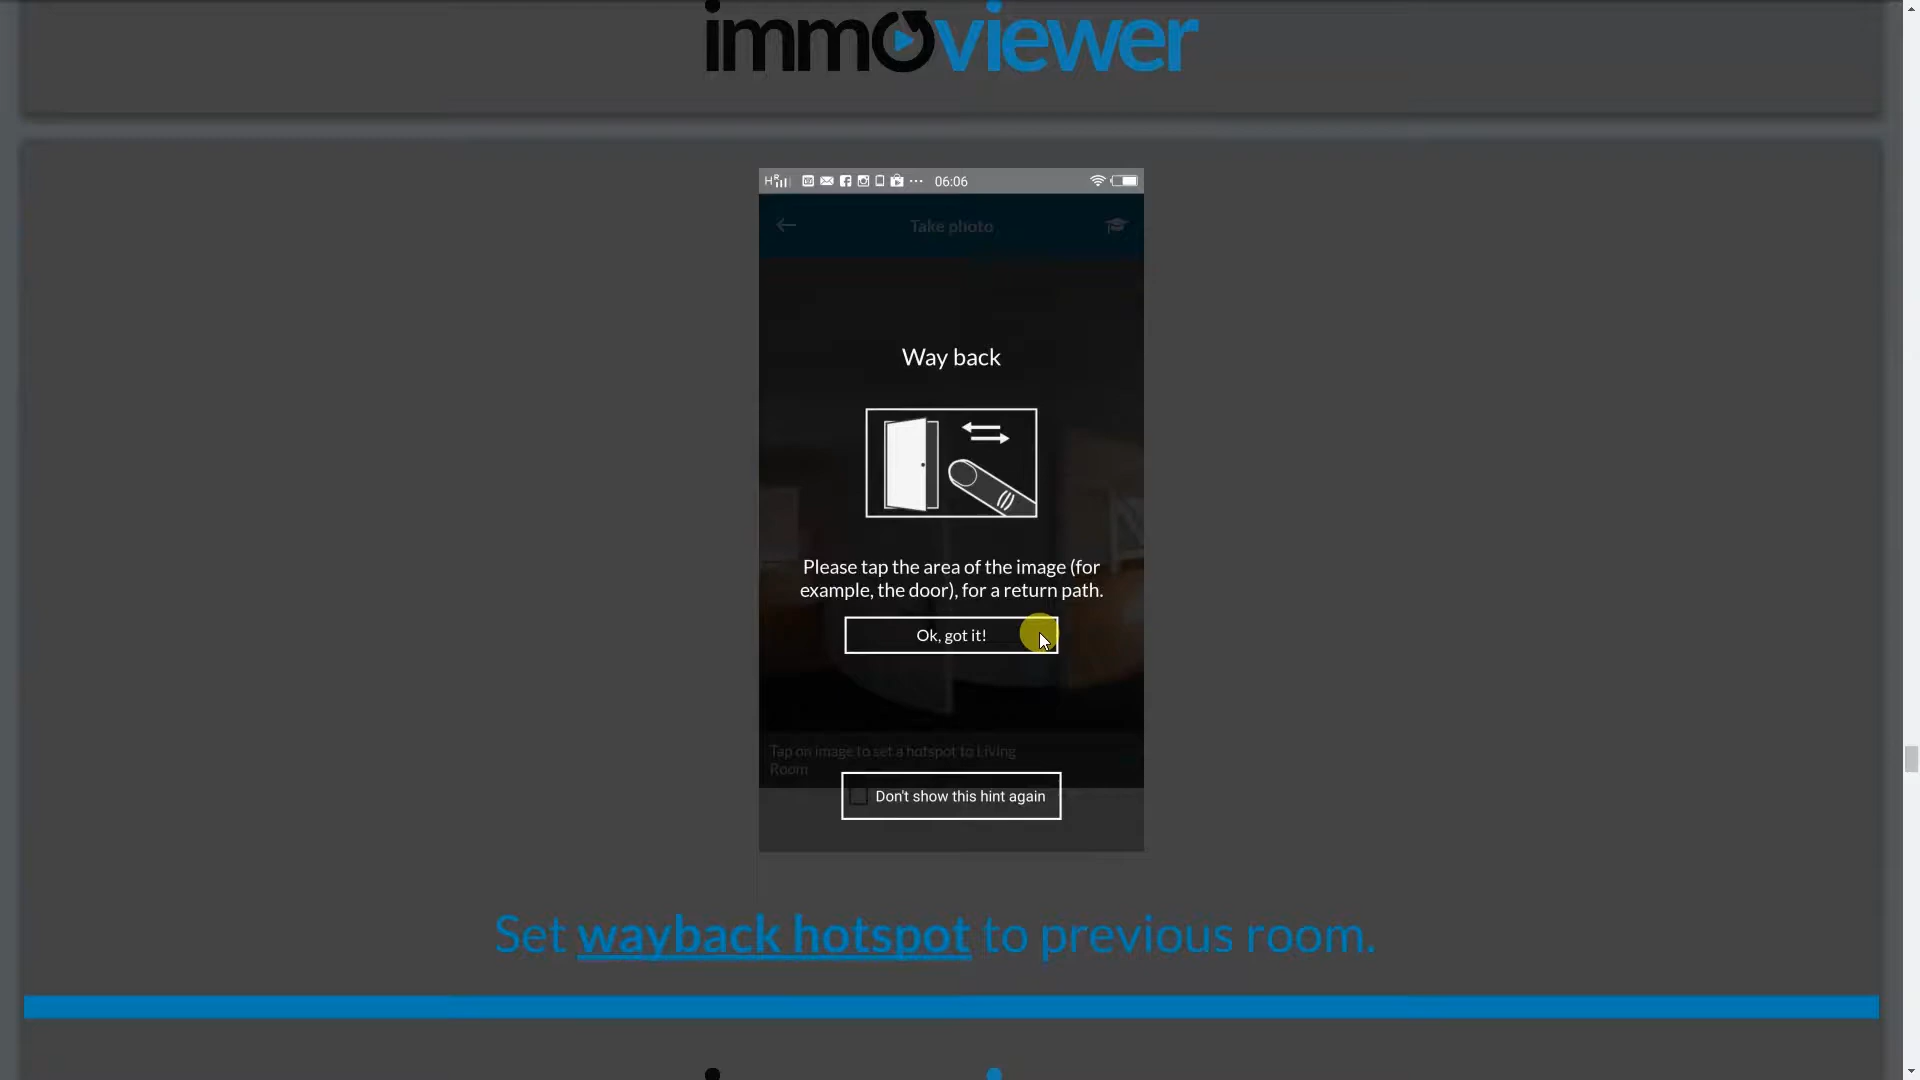 immoviewer
06:06
Take photo
Way back
Please tap the area of the image (for
example, the door), for a return path.
Ok, got it!
Tap on image to set a hotspot to Living
Room
Don't show this hint again
Set wayback hotspot to previous room.